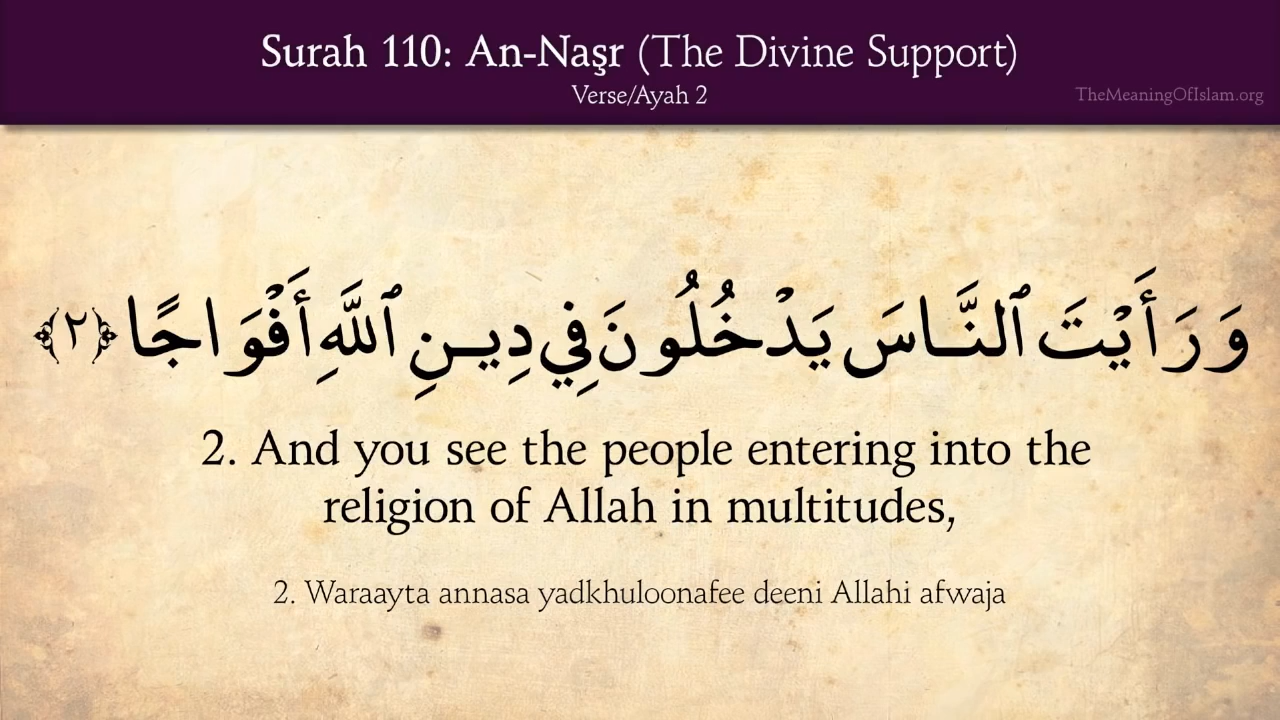 Surah 110: An-Naşr (The Divine Support)
Verse/Ayah 2
TheMeaningOfIslam.org
وَرَأَيْتَ ٱلنَّاسَ يَدْخُلُونَ فِي دِينِ ٱللَّهِ أَفْوَاجًا ﴿٢﴾
2. And you see the people entering into the
religion of Allah in multitudes,
2. Waraayta annasa yadkhuloonafee deeni Allahi afwaja